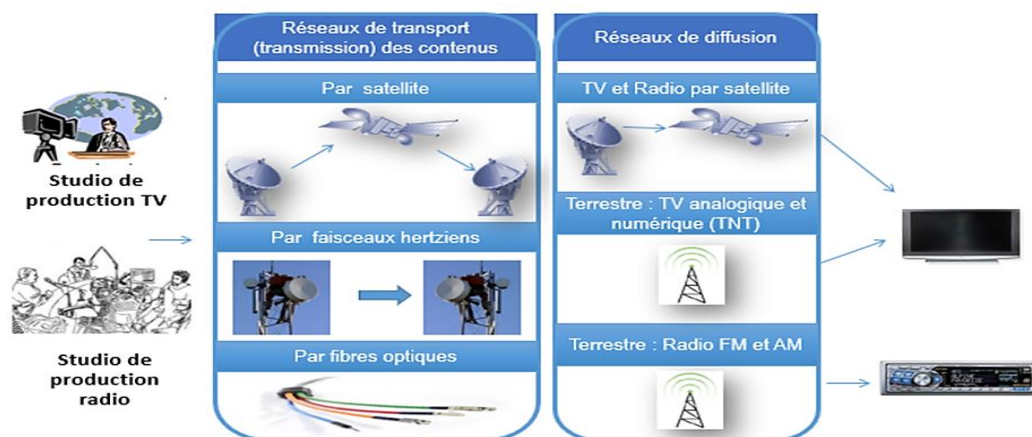 Réseaux de transport
(transmission) des contenus
Réseaux de diffusion
Par satellite
TV et Radio par satellite
Studio de
production TV
Terrestre : TV analogique et
numérique (TNT)
Par faisceaux hertziens
Studio de
production
radio
Par fibres optiques
Terrestre : Radio FM et AM